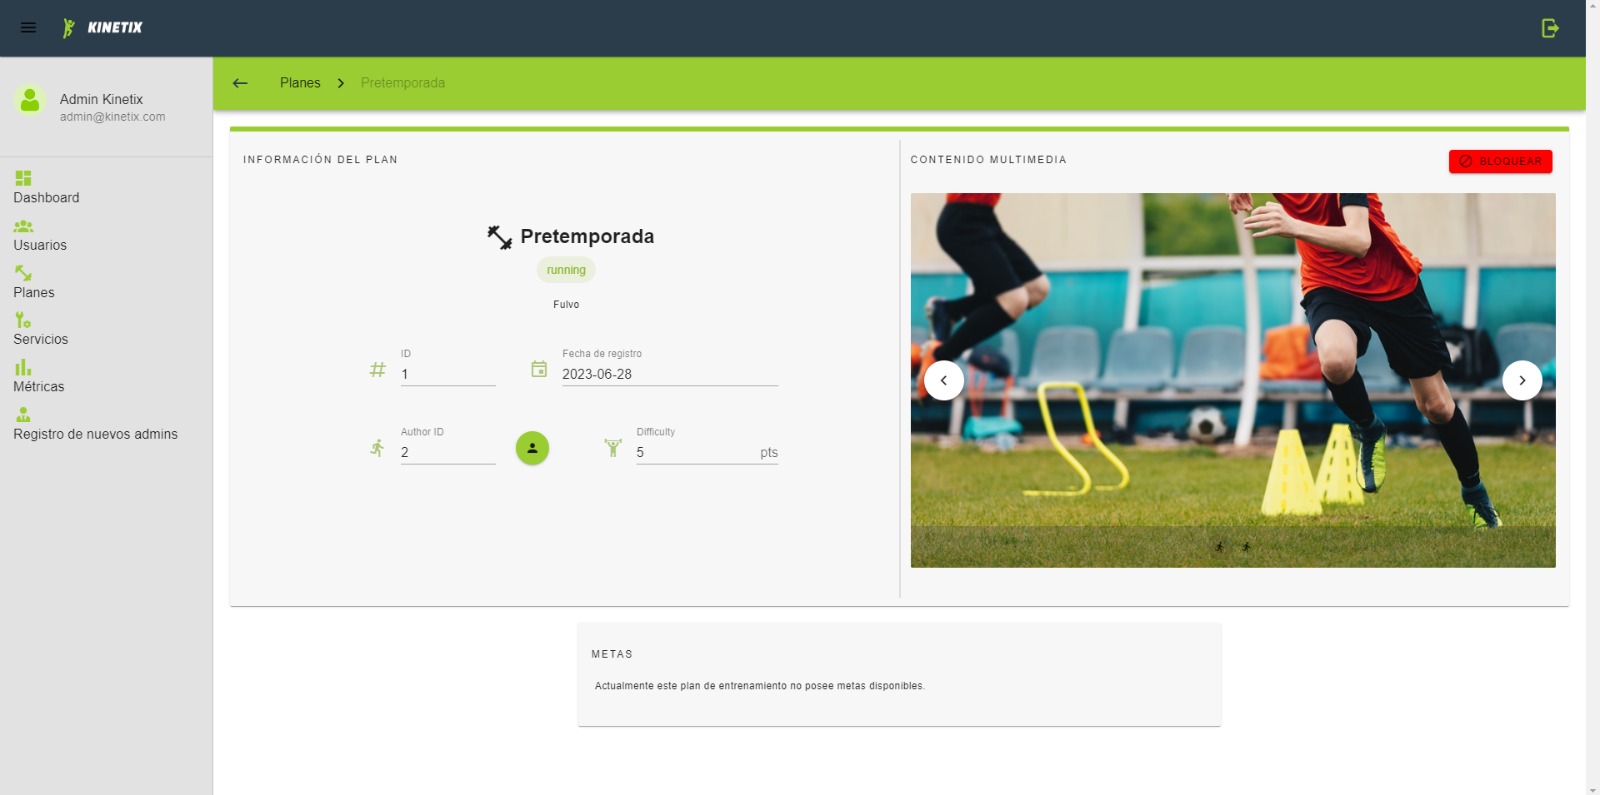 KINETIX
Planes
Pretemporada
Admin Kinetix
admin@kinetix.com
Dashboard
Usuarios
Planes
Servicios
Métricas
Registro de nuevos admins
INFORMACIÓN DEL PLAN
Pretemporada
running
Fulvo
ID
1
Fecha de registro
2023-06-28
Author ID
2
Difficulty
5 pts
CONTENIDO MULTIMEDIA
BLOQUEAR
METAS
Actualmente este plan de entrenamiento no posee metas disponibles.